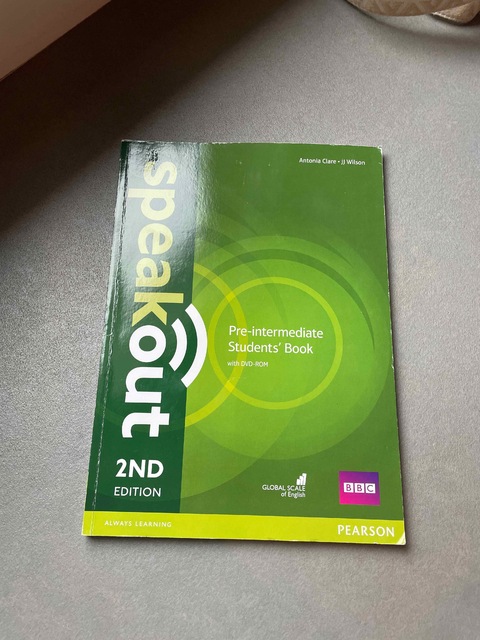 Antonia Clare • JJ Wilson
speakout
Pre-intermediate
Students' Book
with DVD-ROM
2ND
EDITION
GLOBAL SCALE
of English
BBC
ALWAYS LEARNING
PEARSON